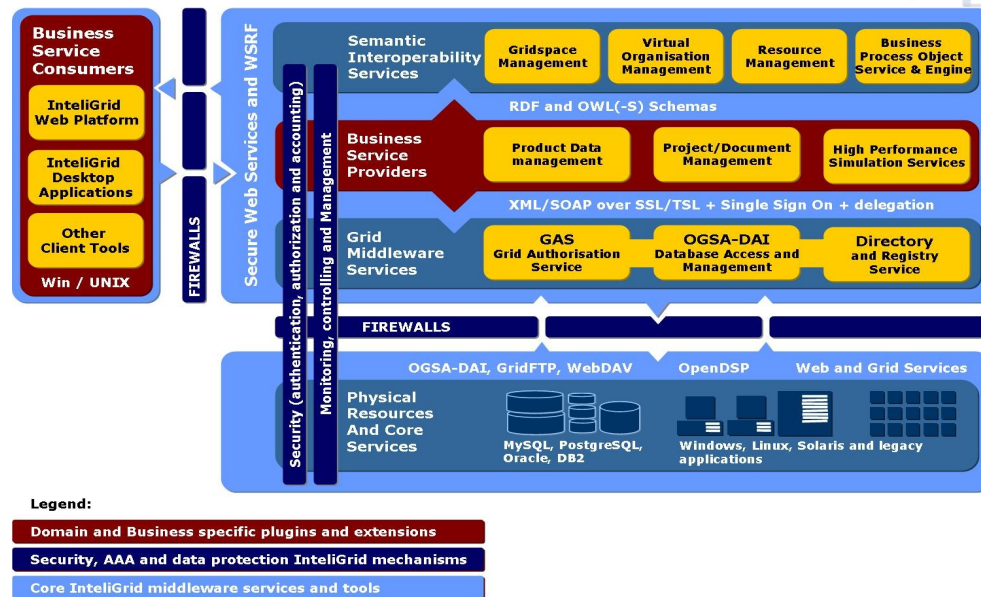 Business
Service
Consumers
InteliGrid
Web Platform
InteliGrid
Desktop
Applications
Other
Client Tools
Win / UNIX
FIREWALLS
Secure Web Services and WSRF
Security (authentication, authorization and accounting)
Monitoring, controlling and Management
Semantic
Interoperability
Services
Gridspace
Management
Virtual
Organisation
Management
Resource
Management
Business
Process Object
Service & Engine
RDF and OWL(-S) Schemas
Business
Service
Providers
Product Data
management
Project/Document
Management
High Performance
Simulation Services
XML/SOAP over SSL/TSL + Single Sign On + delegation
Grid
Middleware
Services
GAS
Grid Authorisation
Service
OGSA-DAI
Database Access and
Management
Directory
and Registry
Service
FIREWALLS
OGSA-DAI, GridFTP, WebDAV
OpenDSP
Web and Grid Services
Physical
Resources
And Core
Services
MySQL, PostgreSQL,
Oracle, DB2
Windows, Linux, Solaris and legacy
applications
Legend:
Domain and Business specific plugins and extensions
Security, AAA and data protection InteliGrid mechanisms
Core InteliGrid middleware services and tools